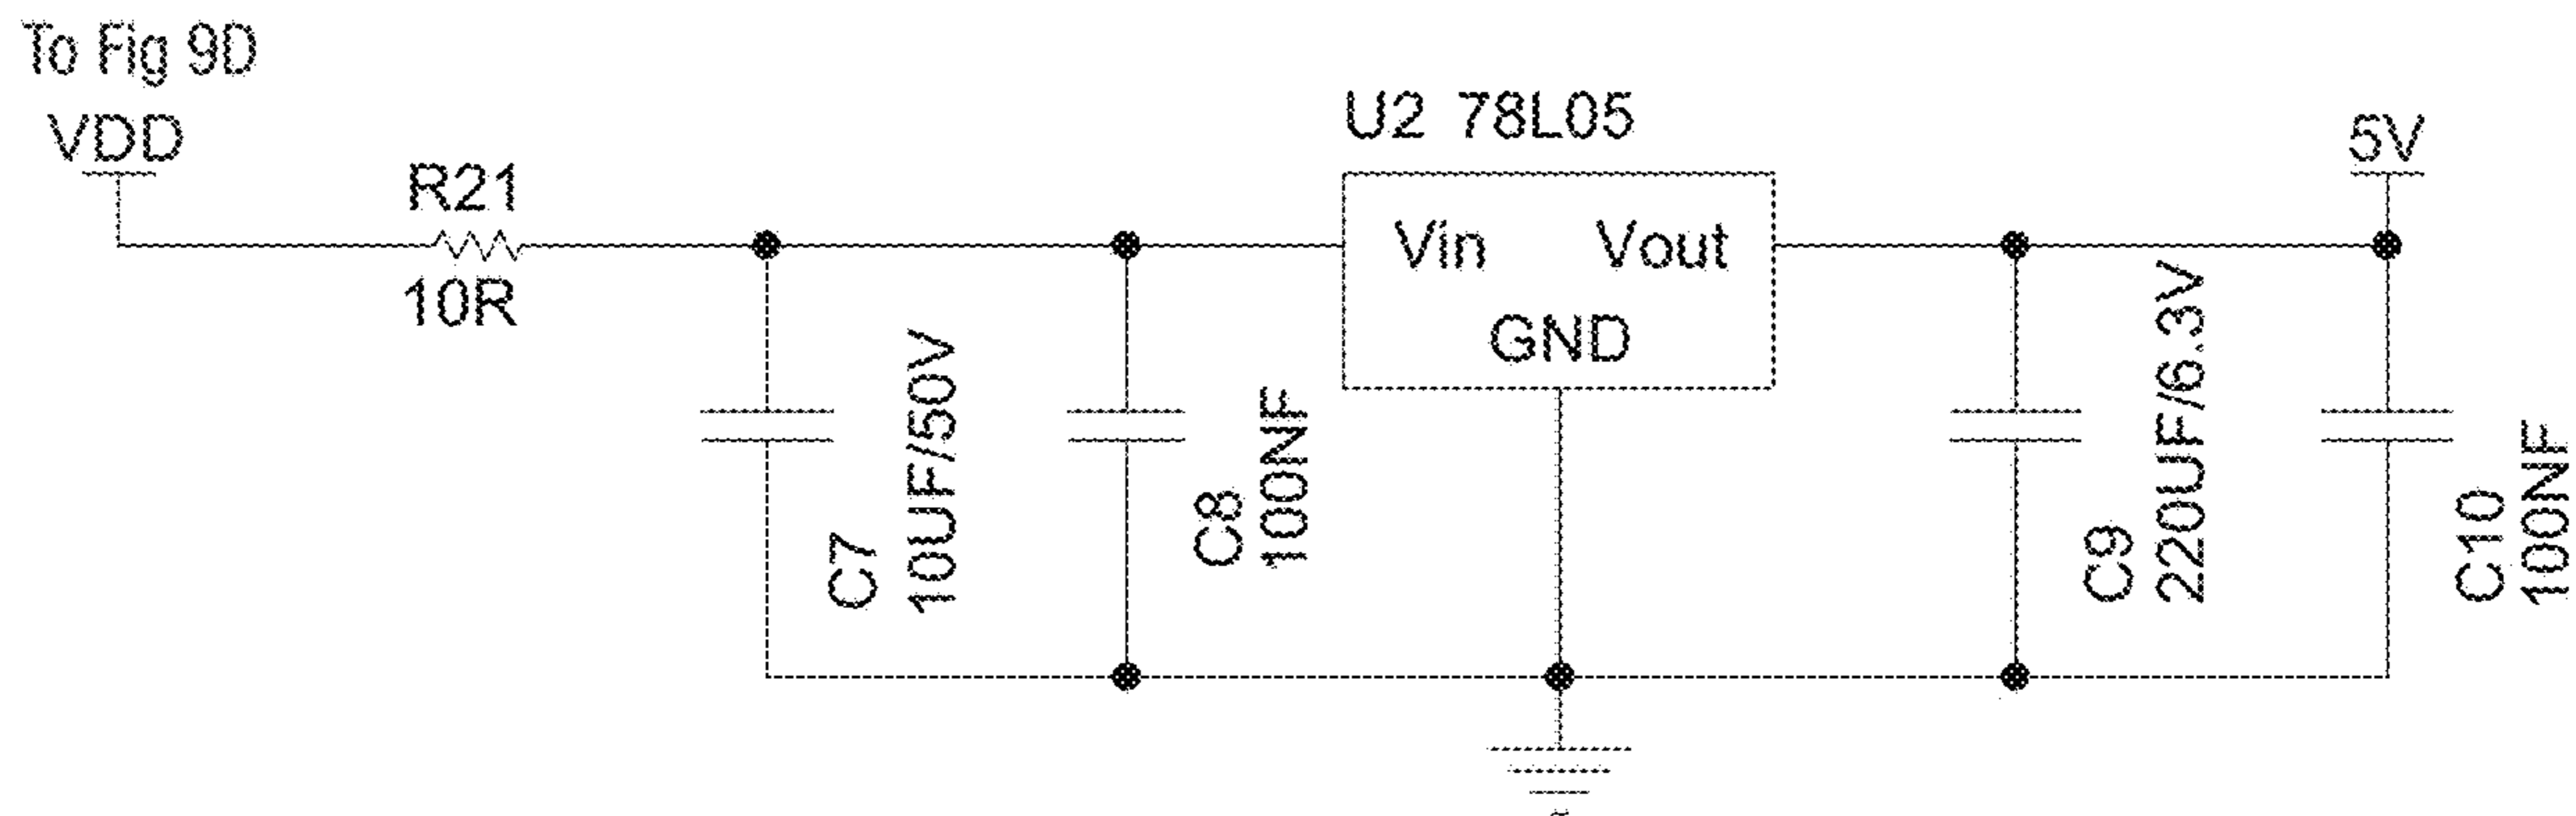 To Fig 9D
VDD
R21
10R
C7
10UF/50V
C8
100NF
U2 78L05
Vin Vout
GND
5V
C9
220UF/6.3V
C10
100NF